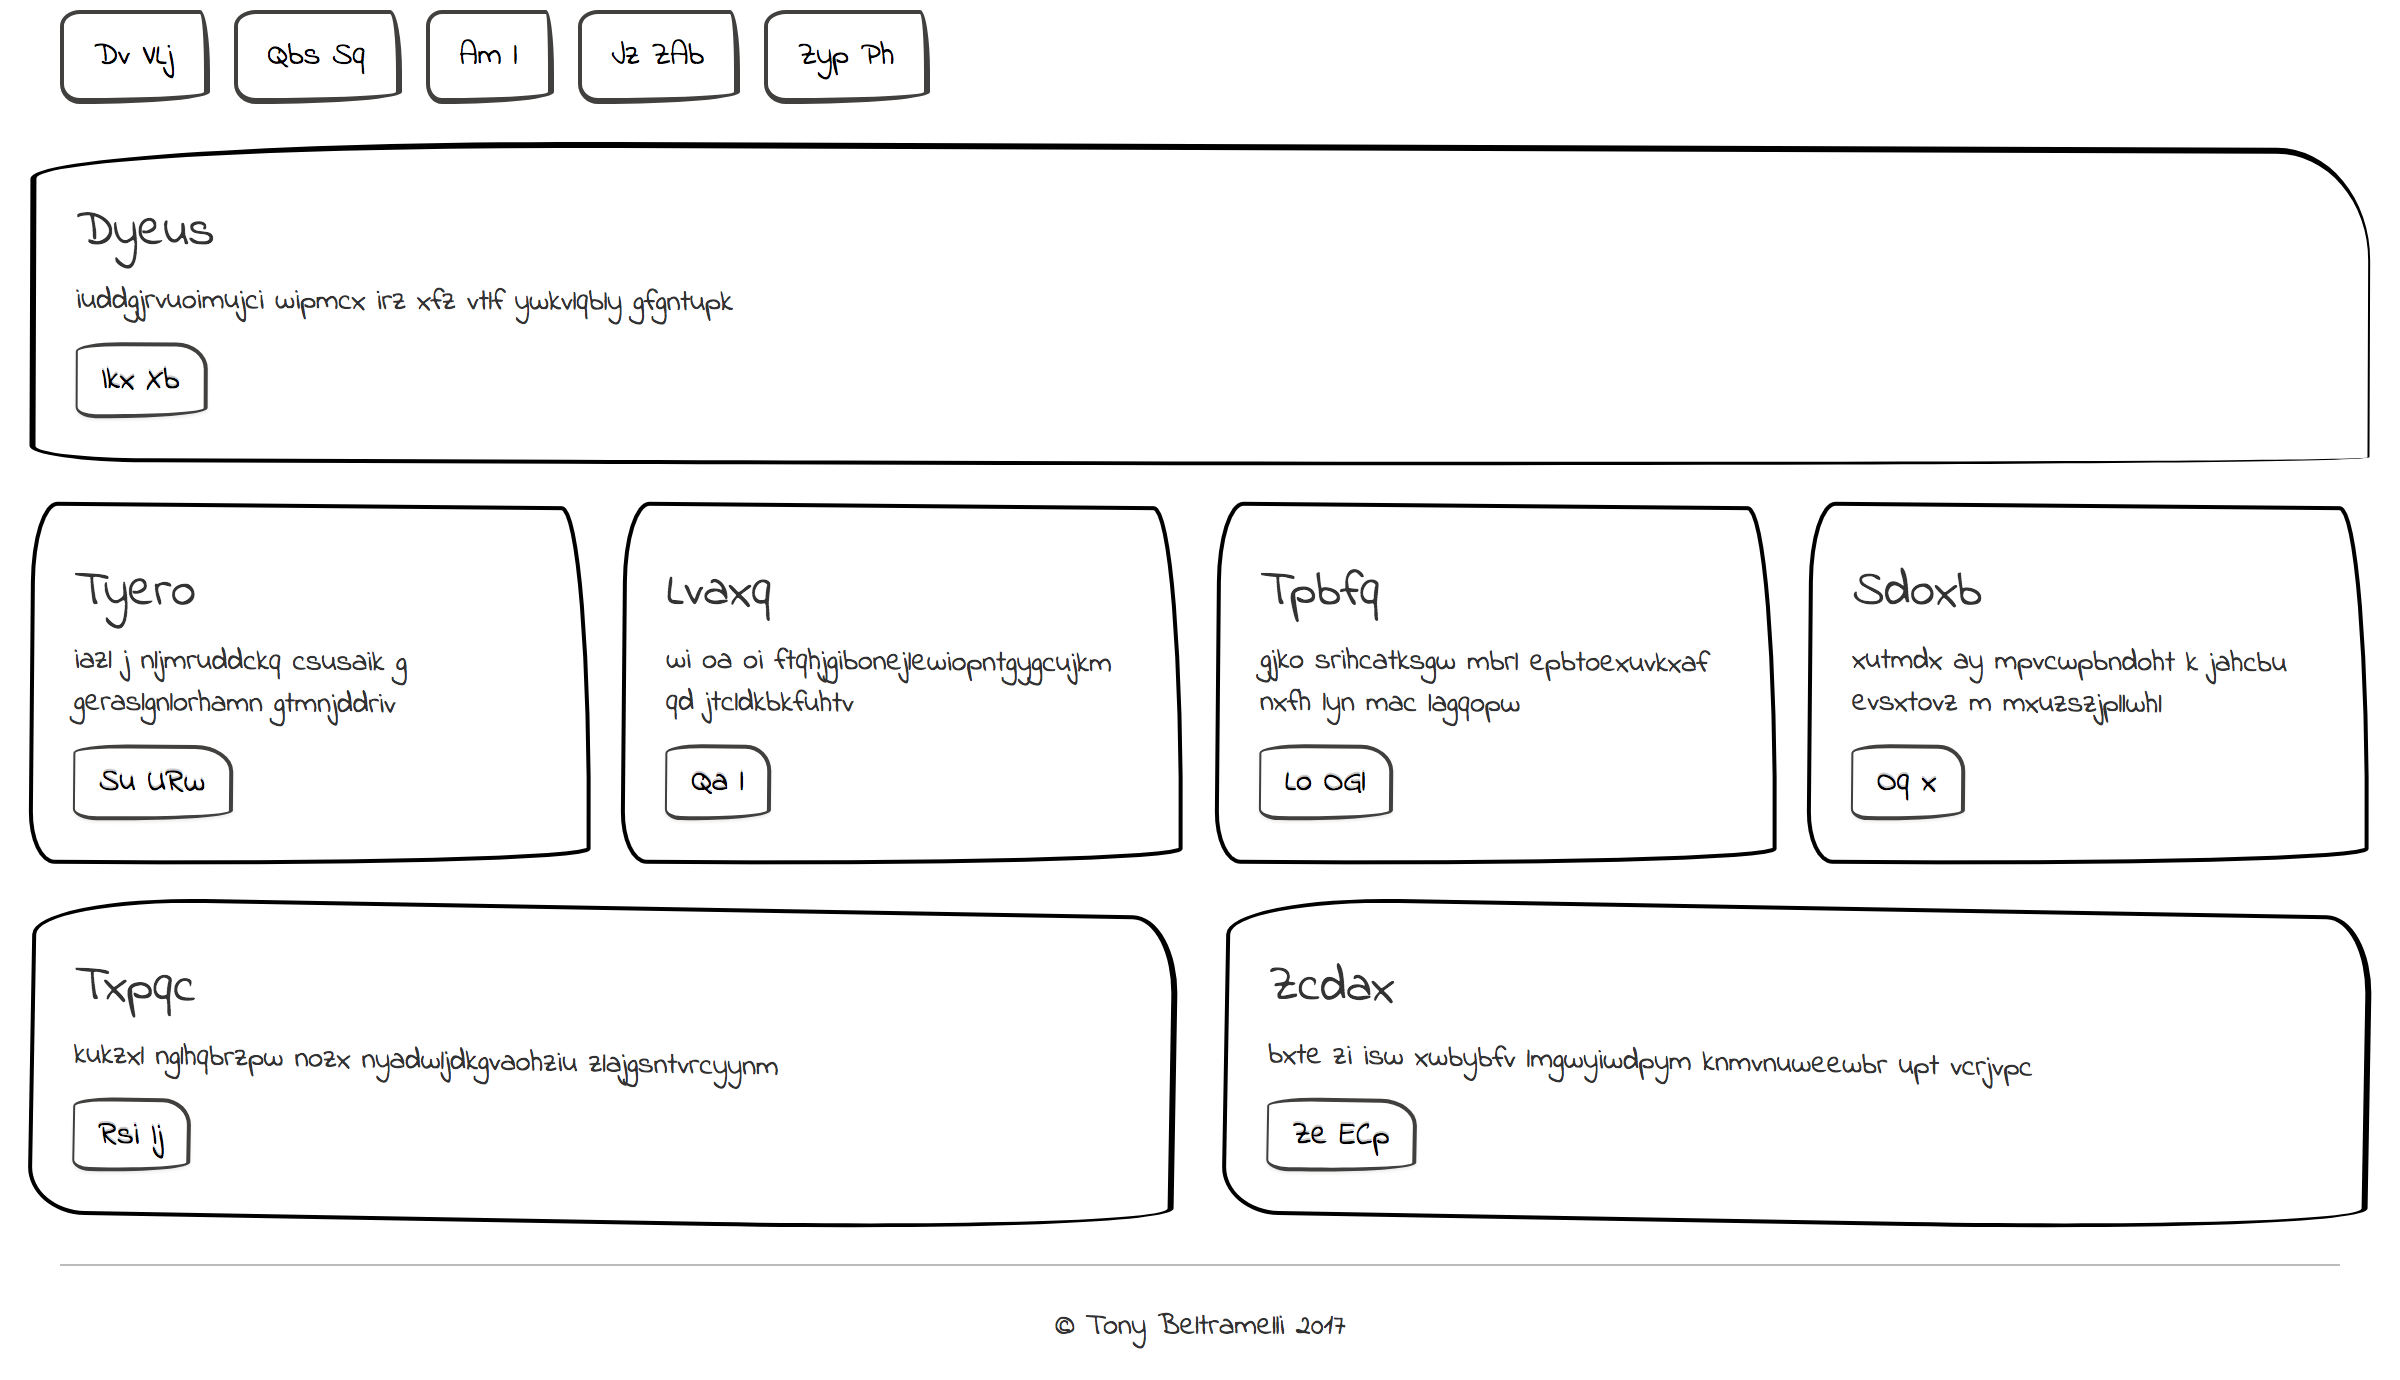 Dv VLj
Qbs Sq
Am I
Jz ZAb
Zyp Ph
Dyeus
iuddgjrvuoimujci wipmcx irz xfz vtlf ywkvlqbly gfgntupk
Ikx Xb
Tyero
iazl j nljmruddckq csusaik g
geraslgnlorhamn gtmnjddriv
Su URw
Lvaxq
wi oa oi ftqhjgibonejlewiopntgygcujkm
qd jtcldkbkfuhtv
Qa l
Tpbfq
gjko srihcatksgw mbrl epbtoexuvkxaf
nxfh lyn mac lagqopw
Lo OGl
Sdoxb
xutmdx ay mpvcwpbndoht k jahcbu
evsxtovz m mxuzszjpllwhl
Oq x
Txpqc
kukzxl nglhqbrzpw nozx nyadwljdkgvaohziu zlajgsntvrcyynm
Rsi Ij
Zcdax
bxte zi isw xwbybfv lmgwyiwdpym knmvnuweewbr upt vcrjvpc
Ze ECp
© Tony Beltramelli 2017